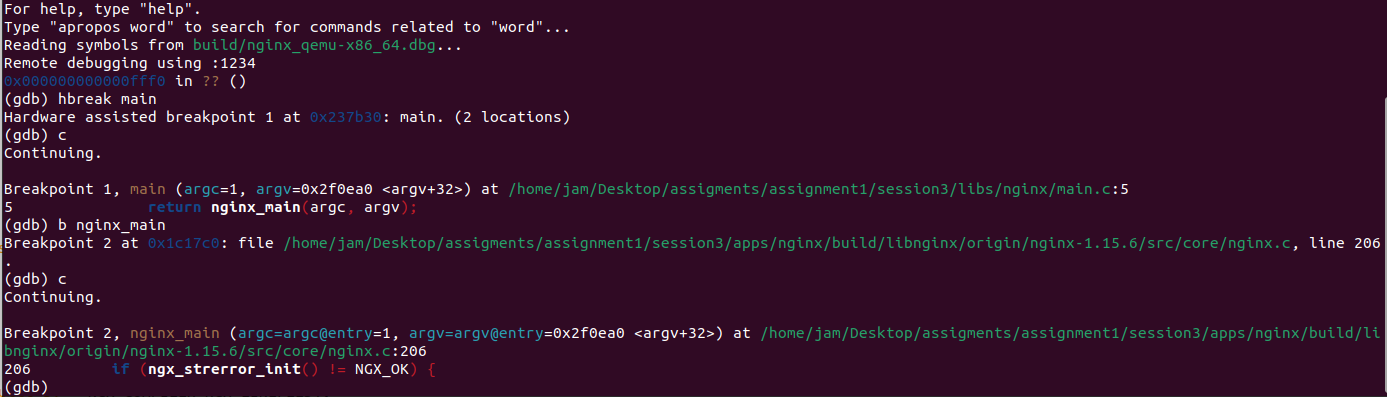 For help, type "help".
Type "apropos word" to search for commands related to "word"...
Reading symbols from build/nginx_qemu-x86_64.dbg...
Remote debugging using :1234
0x000000000000fff0 in ?? ()
(gdb) hbreak main
Hardware assisted breakpoint 1 at 0x237b30: main. (2 locations)
(gdb) c
Continuing.

Breakpoint 1, main (argc=1, argv=0x2f0ea0 <argv+32>) at /home/jam/Desktop/assigments/assignment1/session3/libs/nginx/main.c:5
5               return nginx_main(argc, argv);
(gdb) b nginx_main
Breakpoint 2 at 0x1c17c0: file /home/jam/Desktop/assigments/assignment1/session3/apps/nginx/build/libnginx/origin/nginx-1.15.6/src/core/nginx.c, line 206
.
(gdb) c
Continuing.

Breakpoint 2, nginx_main (argc=argc@entry=1, argv=argv@entry=0x2f0ea0 <argv+32>) at /home/jam/Desktop/assigments/assignment1/session3/apps/nginx/build/li
bnginx/origin/nginx-1.15.6/src/core/nginx.c:206
206         if (ngx_strerror_init() != NGX_OK) {
(gdb)